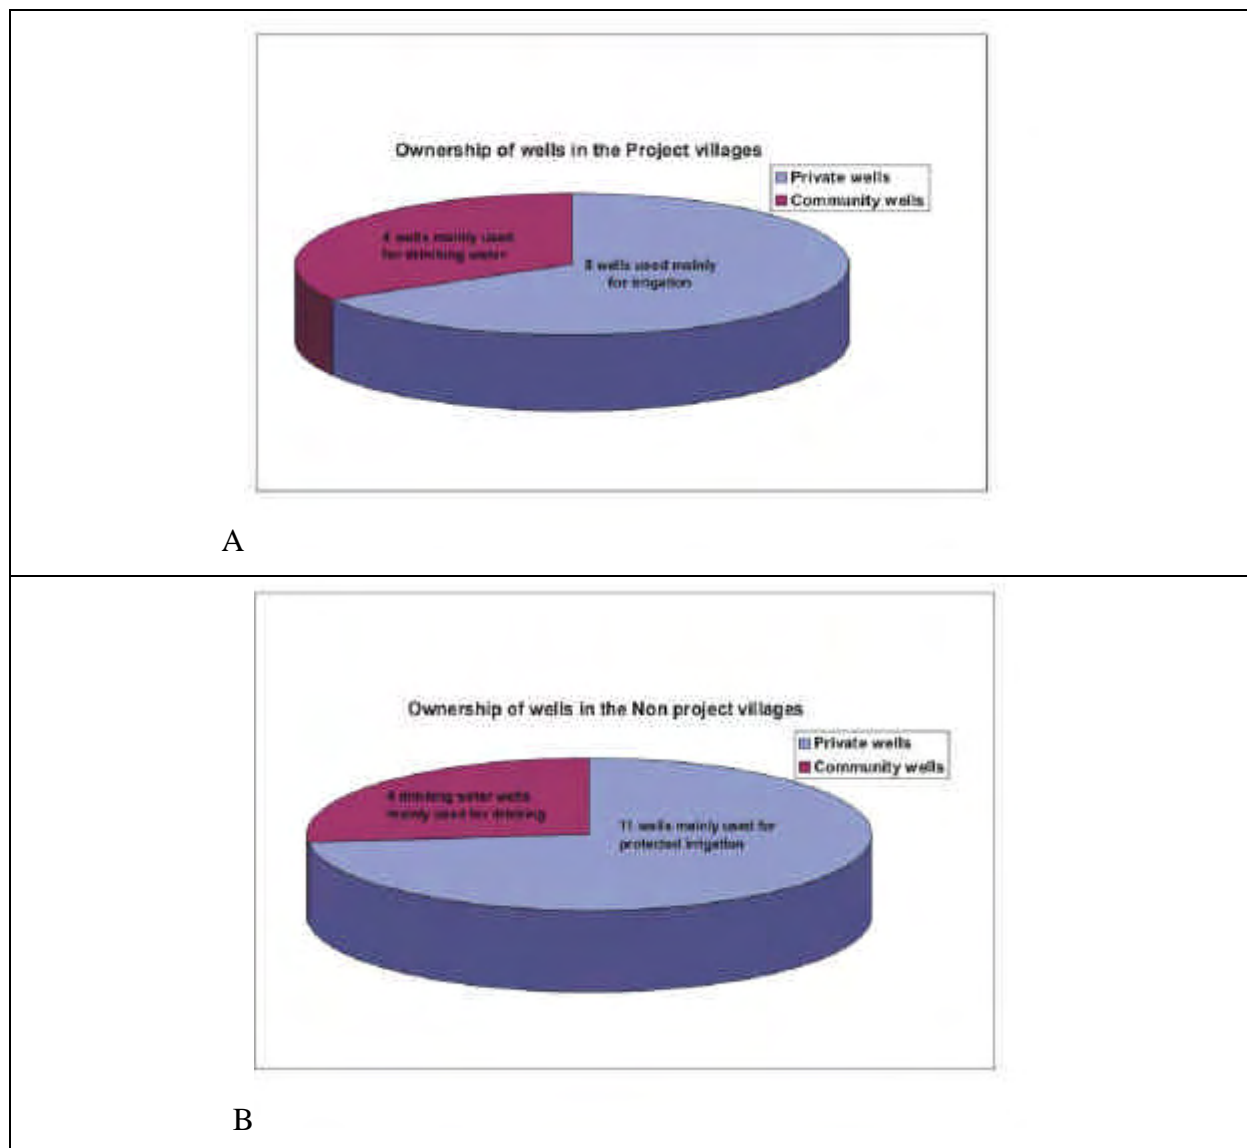 Ownership of wells in the Project villages
Private wells
Community wells
4 wells mainly used
for drinking water
8 wells used mainly
for irrigation
A
Ownership of wells in the Non project villages
Private wells
Community wells
4 drinking water wells
mainly used for drinking
11 wells mainly used for
protected irrigation
B